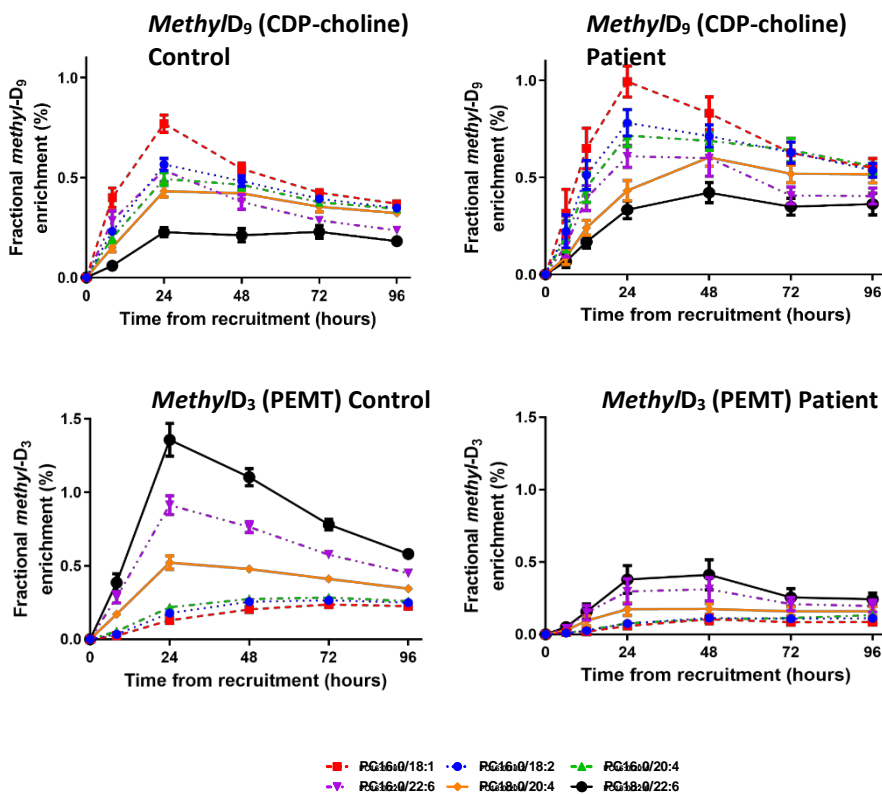 MethylD₉ (CDP-choline)
Control
Fractional methyl-D₉
enrichment (%)
1.0
0.5
0.0
0
24
48
72
96
Time from recruitment (hours)
MethylD₉ (CDP-choline)
Patient
Fractional methyl-D₉
enrichment (%)
1.0
0.5
0.0
0
24
48
72
96
Time from recruitment (hours)
MethylD₃ (PEMT) Control
Fractional methyl-D₃
enrichment (%)
1.5
1.0
0.5
0.0
0
24
48
72
96
Time from recruitment (hours)
MethylD₃ (PEMT) Patient
Fractional methyl-D₃
enrichment (%)
1.5
1.0
0.5
0.0
0
24
48
72
96
Time from recruitment (hours)
PC16:0/18:1 PC16:0/18:2 PC16:0/20:4
PC16:0/22:6 PC18:0/20:4 PC18:0/22:6